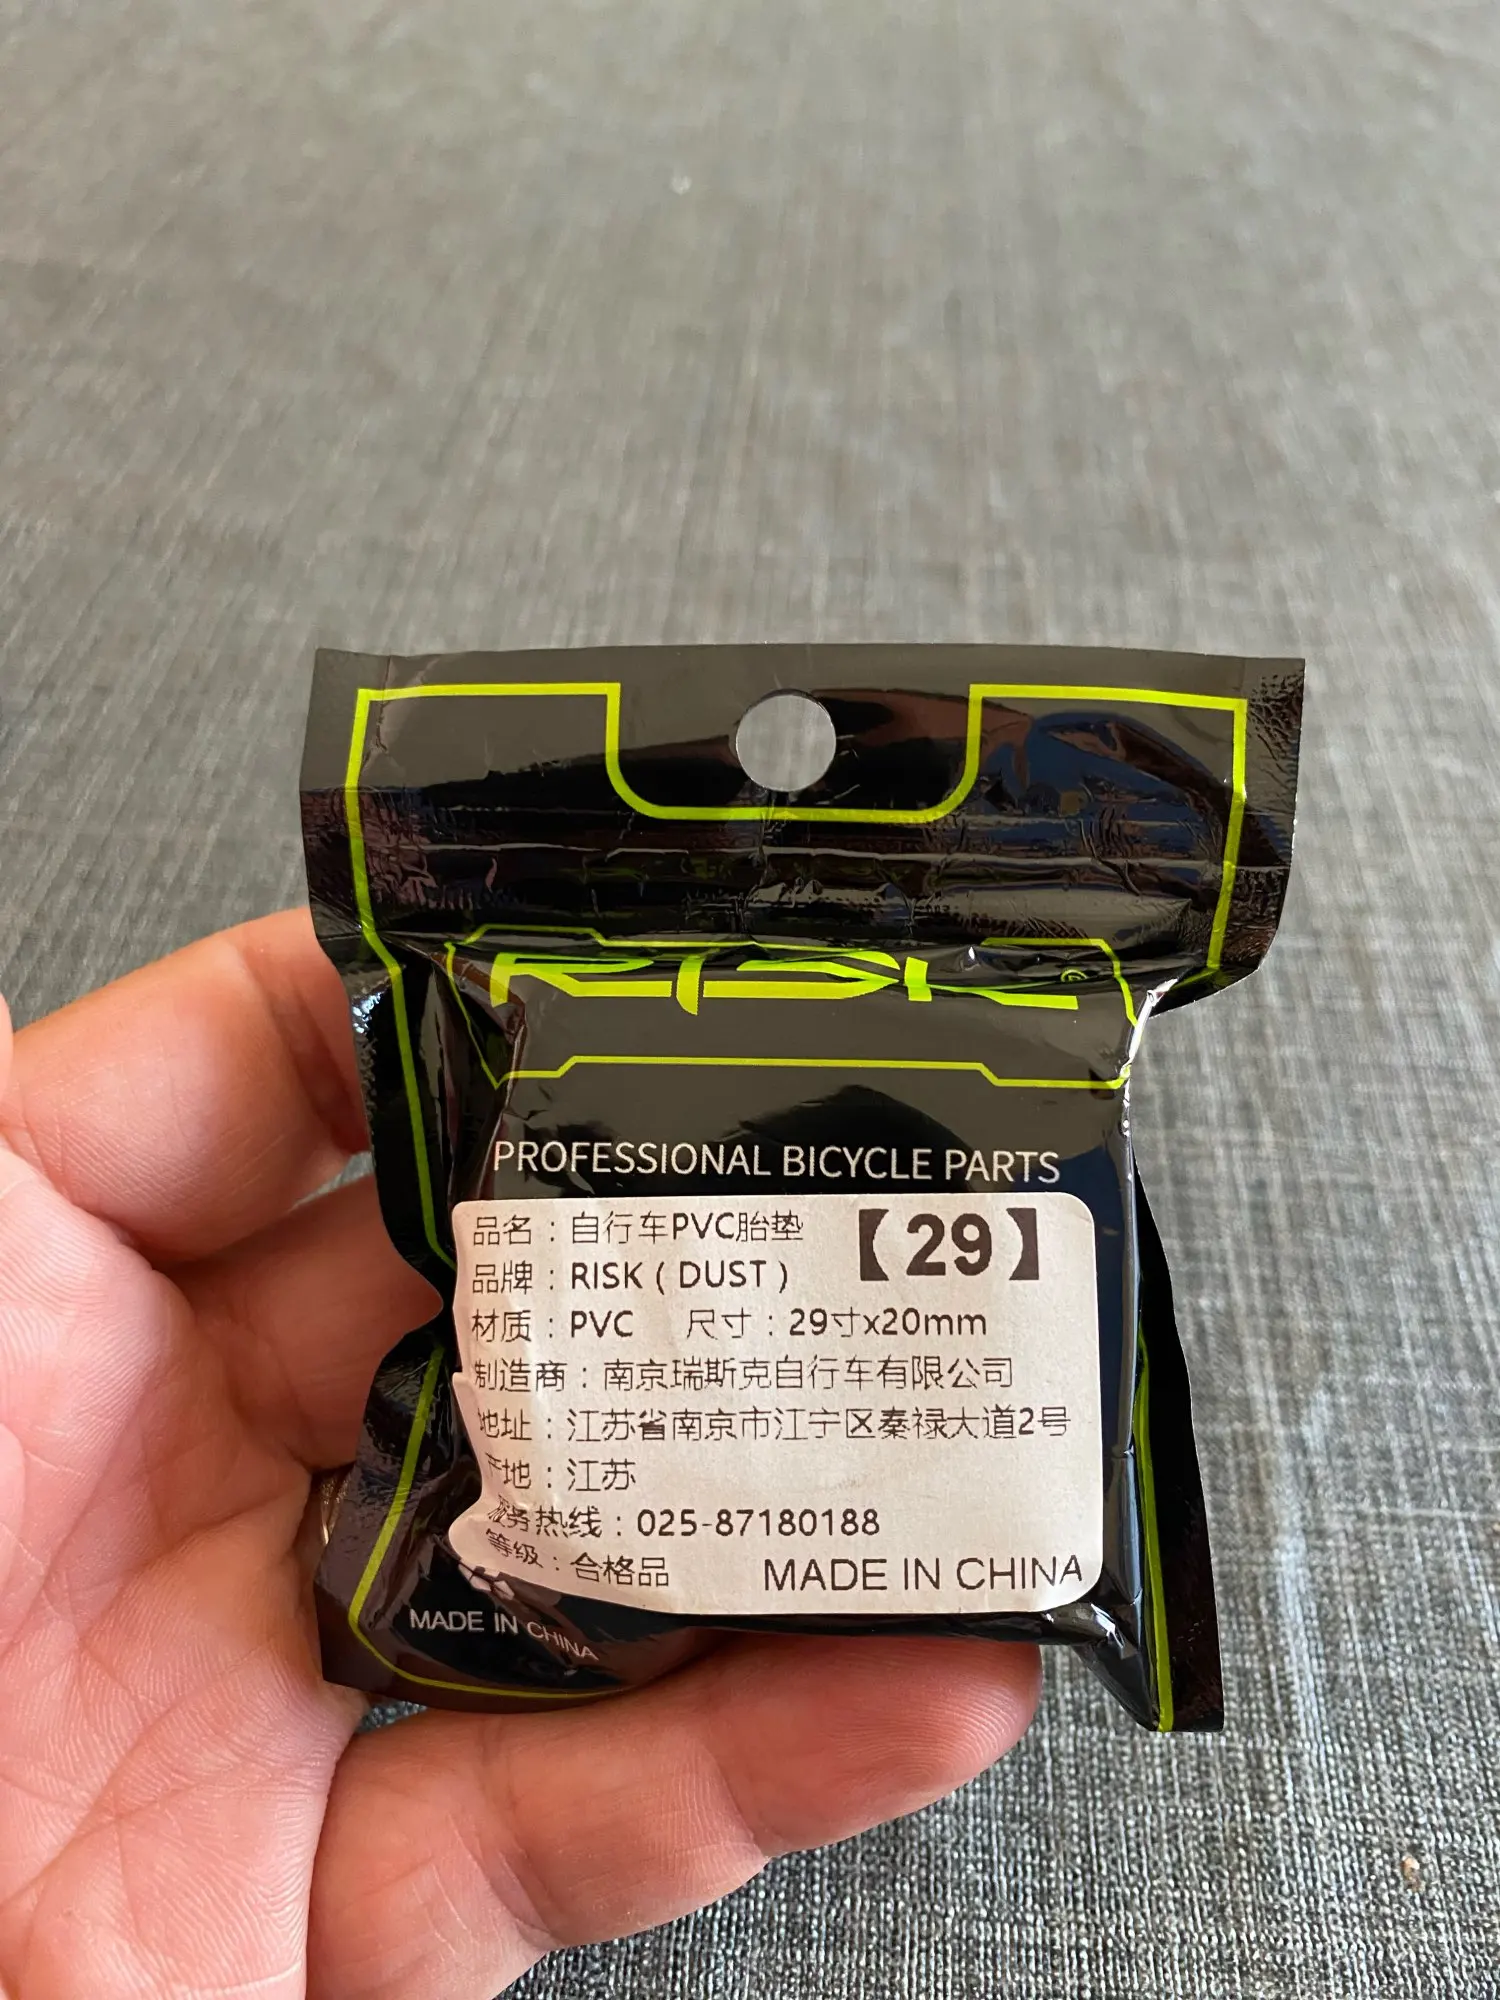 RISK
PROFESSIONAL BICYCLE PARTS
品名：自行车PVC胎垫 【29】
品牌：RISK（DUST）
材质：PVC 尺寸：29寸x20mm
制造商：南京瑞斯克自行车有限公司
地址：江苏省南京市江宁区秦禄大道2号
产地：江苏
服务热线：025-87180188
等级：合格品 MADE IN CHINA
MADE IN CHINA